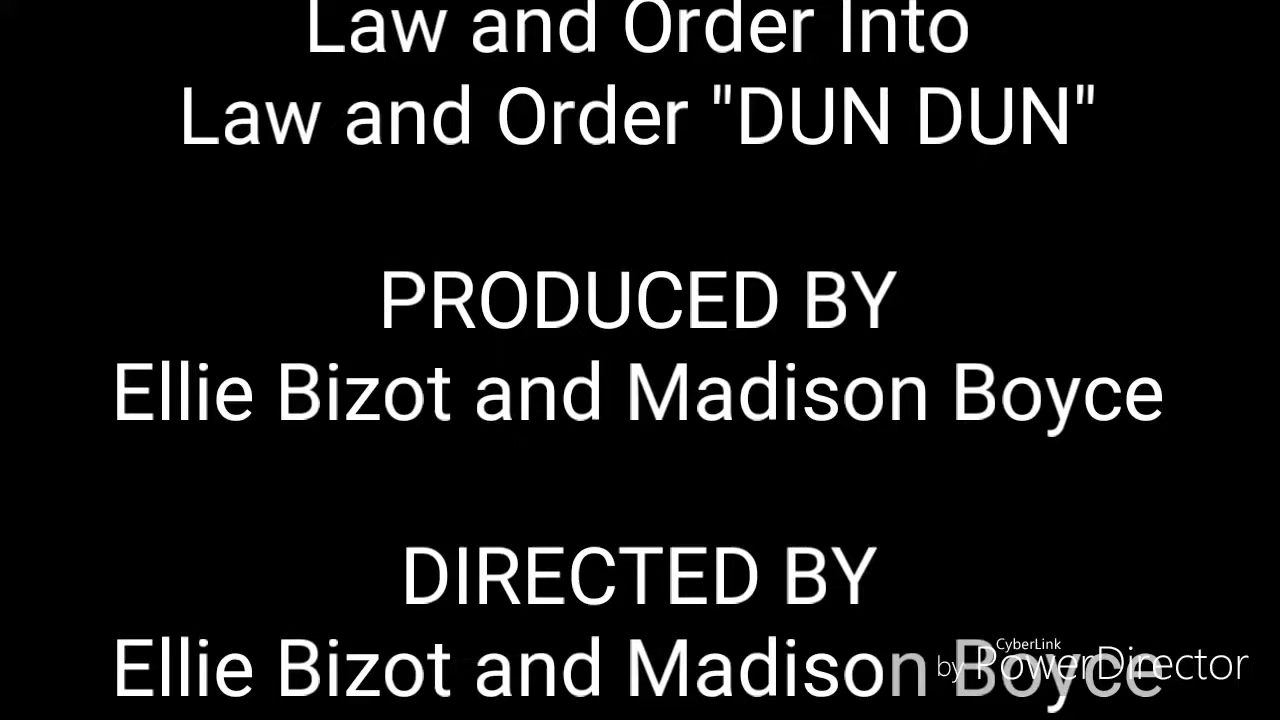 Law and Order Into
Law and Order "DUN DUN"
PRODUCED BY
Ellie Bizot and Madison Boyce
DIRECTED BY
Ellie Bizot and Madison Boyce
CyberLink
by PowerDirector